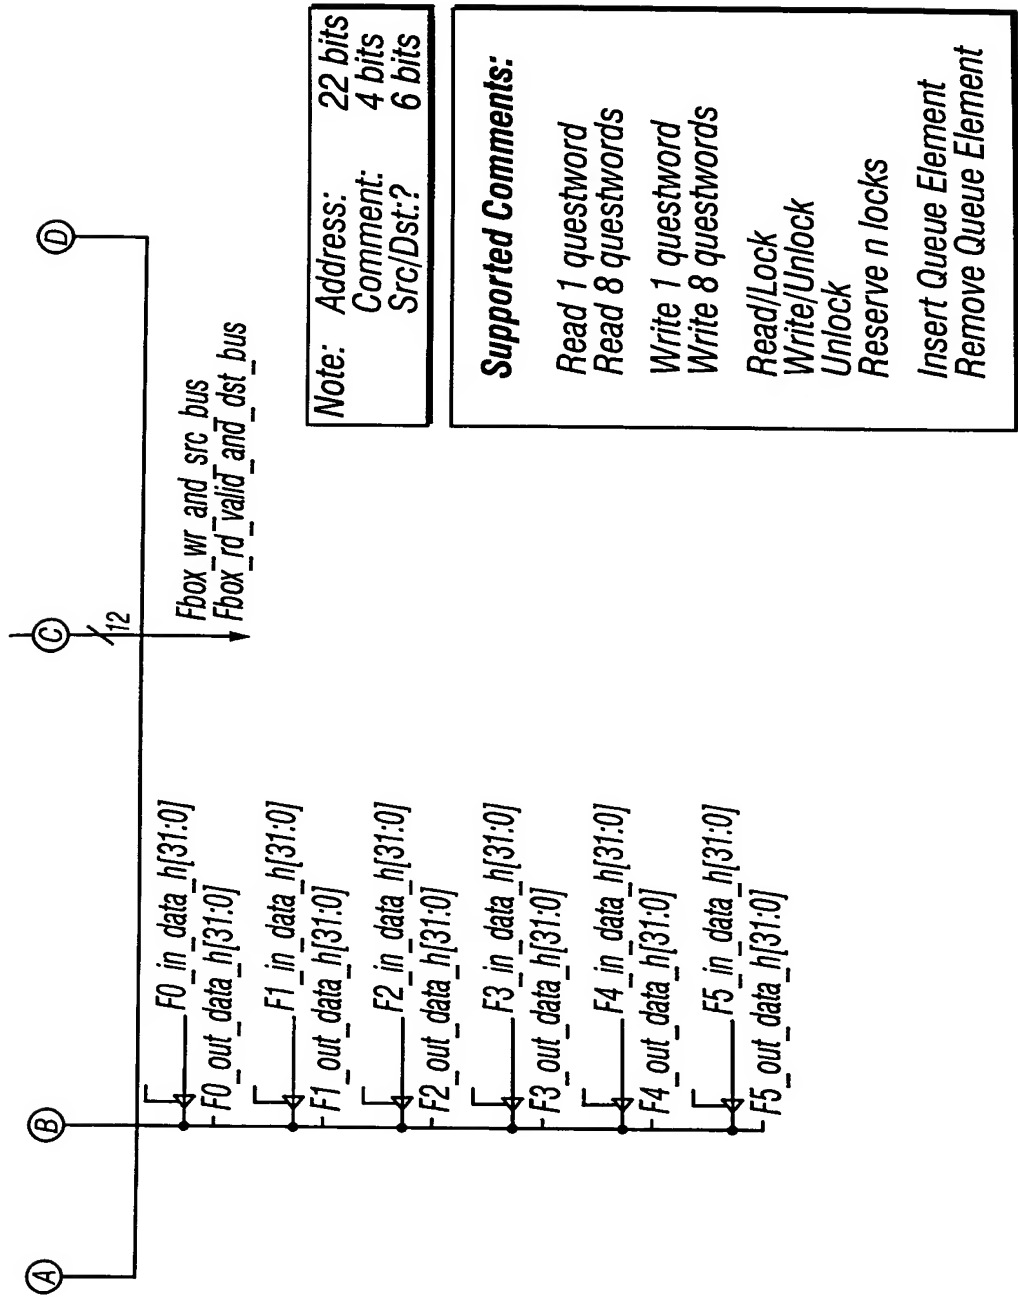 A
B
C
D
12
Fbox_wr_and_src_bus
Fbox_rd_valid_and_dst_bus
F0_in_data_h[31:0]
F0_out_data_h[31:0]
F1_in_data_h[31:0]
F1_out_data_h[31:0]
F2_in_data_h[31:0]
F2_out_data_h[31:0]
F3_in_data_h[31:0]
F3_out_data_h[31:0]
F4_in_data_h[31:0]
F4_out_data_h[31:0]
F5_in_data_h[31:0]
F5_out_data_h[31:0]
Note: Address: 22 bits
Comment: 4 bits
Src/Dst:? 6 bits
Supported Comments:
Read 1 questword
Read 8 questwords
Write 1 questword
Write 8 questwords
Read/Lock
Write/Unlock
Unlock
Reserve n locks
Insert Queue Element
Remove Queue Element